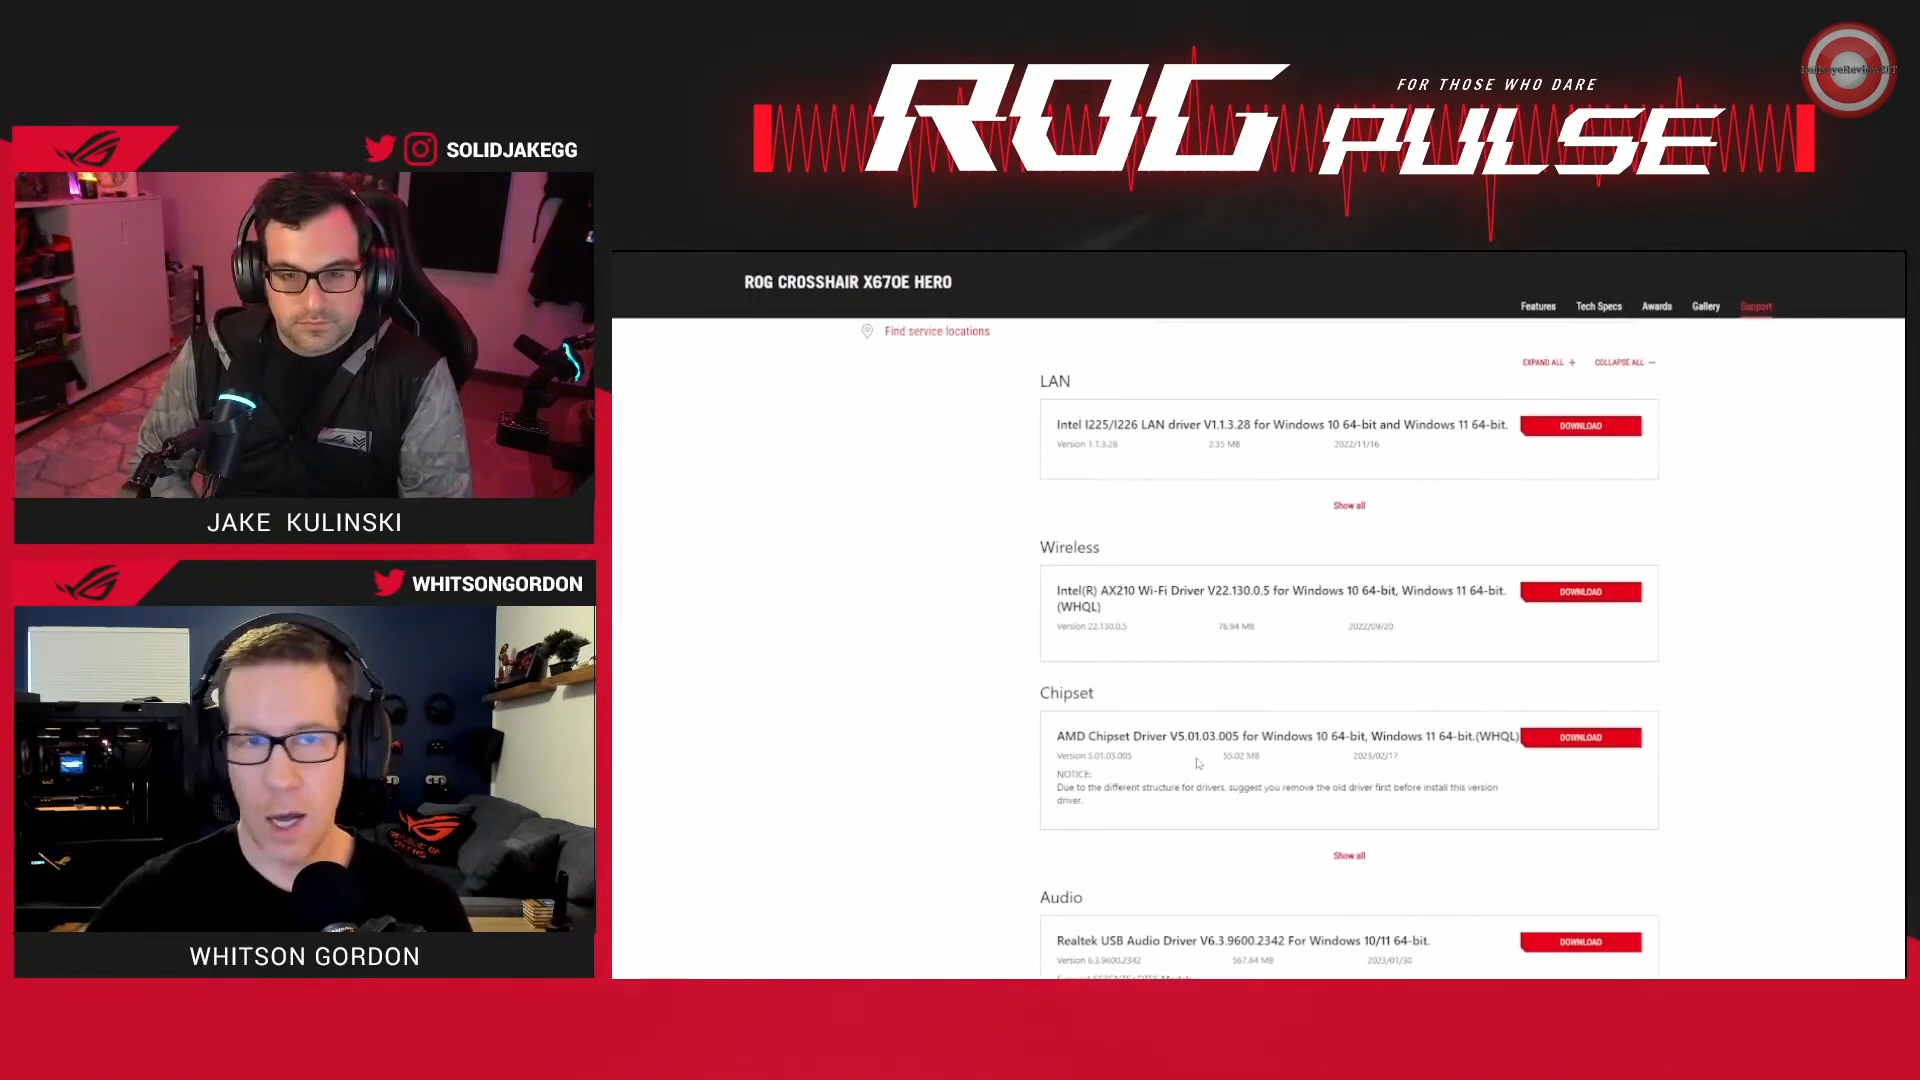 ROG
FOR THOSE WHO DARE
PULSE
SOLIDJAKEGG
JAKE KULINSKI
WHITSONGORDON
WHITSON GORDON
ROG CROSSHAIR X670E HERO
Features
Tech Specs
Awards
Gallery
Support
Find service locations
EXPAND ALL +
COLLAPSE ALL −
LAN
Intel I225/I226 LAN driver V1.1.3.28 for Windows 10 64-bit and Windows 11 64-bit.
DOWNLOAD
Version 1.1.3.28
2.35 MB
2022/11/16
Show all
Wireless
Intel(R) AX210 Wi-Fi Driver V22.130.0.5 for Windows 10 64-bit, Windows 11 64-bit.
(WHQL)
DOWNLOAD
Version 22.130.0.5
76.94 MB
2022/09/20
Chipset
AMD Chipset Driver V5.01.03.005 for Windows 10 64-bit, Windows 11 64-bit.(WHQL)
DOWNLOAD
Version 5.01.03.005
55.02 MB
2023/02/17
NOTICE:
Due to the different structure for drivers, suggest you remove the old driver first before install this version
driver.
Show all
Audio
Realtek USB Audio Driver V6.3.9600.2342 For Windows 10/11 64-bit.
DOWNLOAD
Version 6.3.9600.2342
567.84 MB
2023/01/30